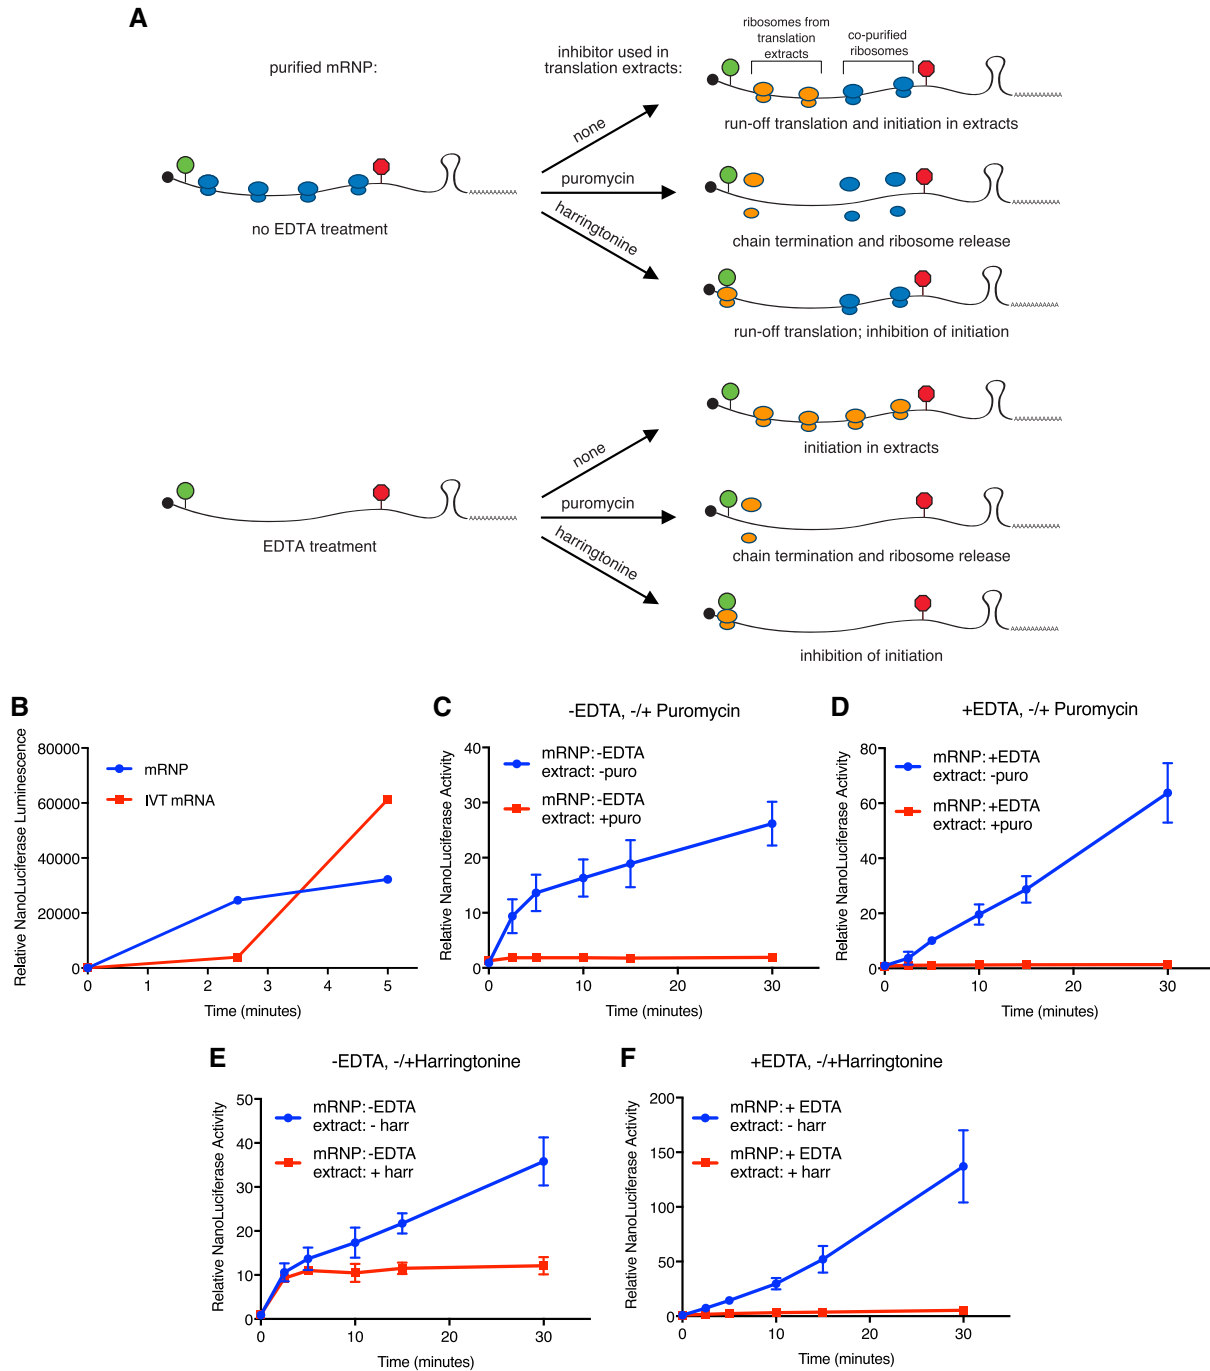 A
purified mRNP:
inhibitor used in
translation extracts:
ribosomes from
translation
extracts
co-purified
ribosomes
none
AAAAAAAAAAA
run-off translation and initiation in extracts
AAAAAAAAAAA
no EDTA treatment
puromycin
AAAAAAAAAAA
chain termination and ribosome release
harringtonine
AAAAAAAAAAA
run-off translation; inhibition of initiation
none
AAAAAAAAAAA
initiation in extracts
AAAAAAAAAAA
EDTA treatment
puromycin
AAAAAAAAAAA
chain termination and ribosome release
harringtonine
AAAAAAAAAAA
inhibition of initiation
B
Relative NanoLuciferase Luminescence
80000
60000
40000
20000
0
mRNP
IVT mRNA
0 1 2 3 4 5
Time (minutes)
C
-EDTA, -/+ Puromycin
Relative NanoLuciferase Activity
40
30
20
10
0
mRNP: -EDTA
extract: -puro
mRNP: -EDTA
extract: +puro
0 10 20 30
Time (minutes)
D
+EDTA, -/+ Puromycin
Relative NanoLuciferase Activity
80
60
40
20
0
mRNP: +EDTA
extract: -puro
mRNP: +EDTA
extract: +puro
0 10 20 30
Time (minutes)
E
-EDTA, -/+Harringtonine
Relative NanoLuciferase Activity
50
40
30
20
10
0
mRNP: -EDTA
extract: - harr
mRNP: -EDTA
extract: + harr
0 10 20 30
Time (minutes)
F
+EDTA, -/+Harringtonine
Relative NanoLuciferase Activity
200
150
100
50
0
mRNP: + EDTA
extract: - harr
mRNP: + EDTA
extract: + harr
0 10 20 30
Time (minutes)